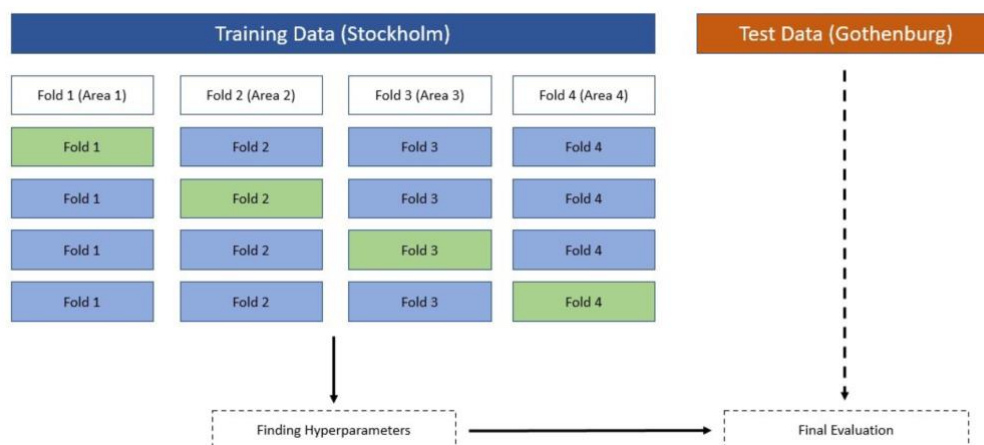 Training Data (Stockholm)
Test Data (Gothenburg)
Fold 1 (Area 1)
Fold 2 (Area 2)
Fold 3 (Area 3)
Fold 4 (Area 4)
Fold 1
Fold 2
Fold 3
Fold 4
Fold 1
Fold 2
Fold 3
Fold 4
Fold 1
Fold 2
Fold 3
Fold 4
Fold 1
Fold 2
Fold 3
Fold 4
Finding Hyperparameters
Final Evaluation